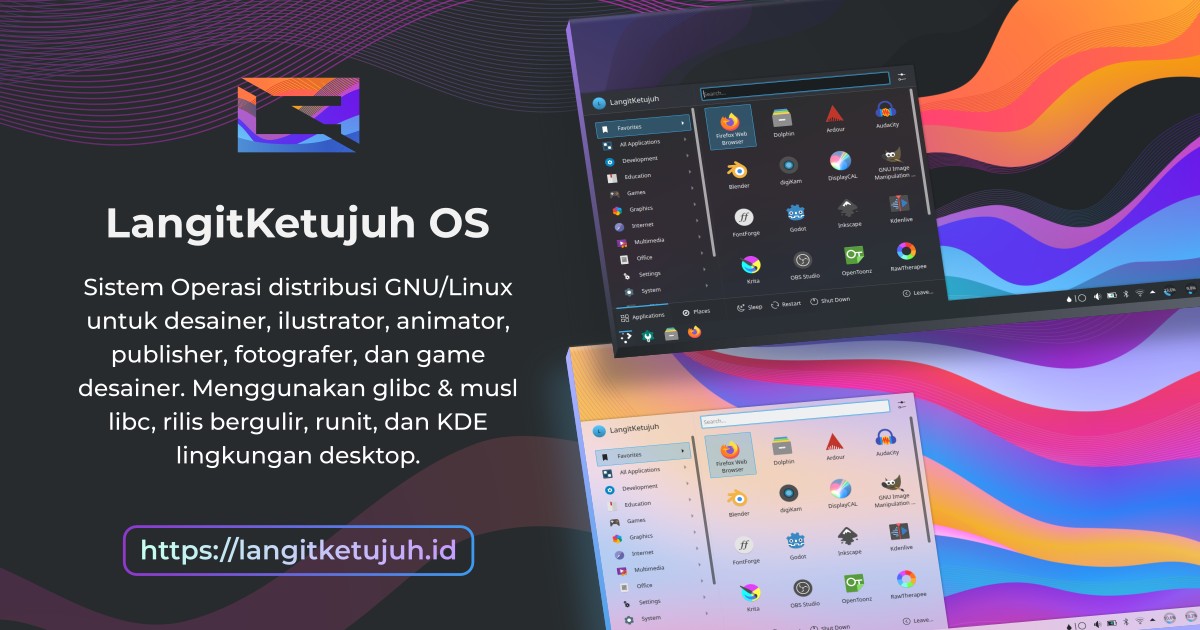 LangitKetujuh OS
Sistem Operasi distribusi GNU/Linux
untuk desainer, ilustrator, animator,
publisher, fotografer, dan game
desainer. Menggunakan glibc & musl
libc, rilis bergulir, runit, dan KDE
lingkungan desktop.
https://langitketujuh.id
LangitKetujuh
Search...
Favorites
All Applications
Development
Education
Games
Graphics
Internet
Multimedia
Office
Settings
System
Firefox Web
Browser
Dolphin
Ardour
Audacity
Blender
digiKam
DisplayCAL
GNU Image
Manipulation ...
FontForge
Godot
Inkscape
Kdenlive
Krita
OBS Studio
OpenToonz
RawTherapee
Applications
Places
Sleep
Restart
Shut Down
Leave...
LangitKetujuh
Search...
Favorites
All Applications
Development
Education
Games
Graphics
Internet
Multimedia
Office
Settings
System
Firefox Web
Browser
Dolphin
Ardour
Audacity
Blender
digiKam
DisplayCAL
GNU Image
Manipulation ...
FontForge
Godot
Inkscape
Kdenlive
Krita
OBS Studio
OpenToonz
RawTherapee
Shut Down
Leave...